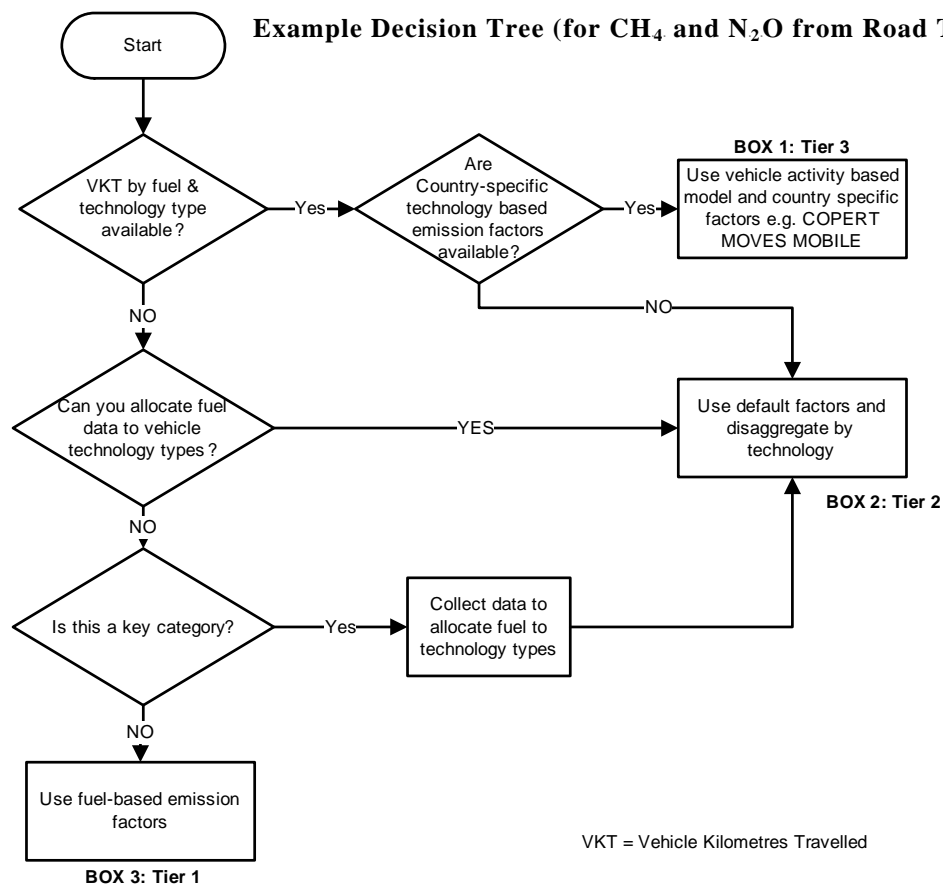 Start
Example Decision Tree (for CH4 and N2O from Road T
VKT by fuel &
technology type
available?
Yes
Are
Country-specific
technology based
emission factors
available?
Yes
BOX 1: Tier 3
Use vehicle activity based
model and country specific
factors e.g. COPERT
MOVES MOBILE
NO
NO
Can you allocate fuel
data to vehicle
technology types?
YES
Use default factors and
disaggregate by
technology
BOX 2: Tier 2
NO
Is this a key category?
Yes
Collect data to
allocate fuel to
technology types
NO
Use fuel-based emission
factors
BOX 3: Tier 1
VKT = Vehicle Kilometres Travelled